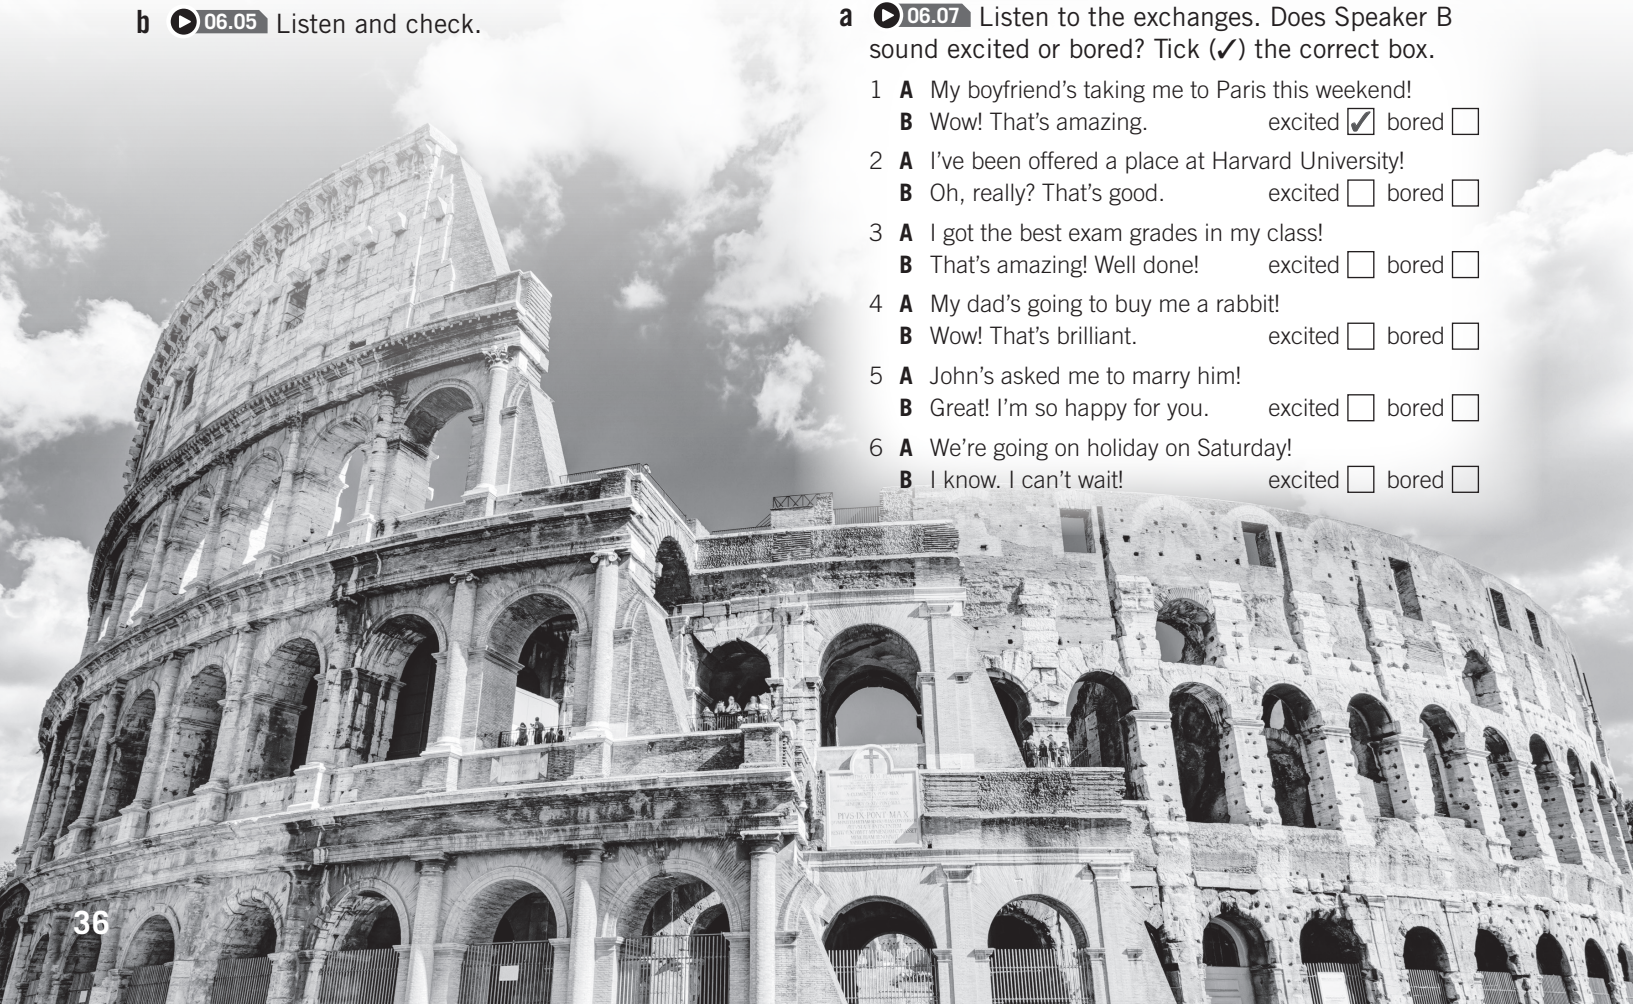 b 06.05 Listen and check.
a 06.07 Listen to the exchanges. Does Speaker B
sound excited or bored? Tick (✓) the correct box.
1 A My boyfriend's taking me to Paris this weekend!
B Wow! That's amazing. excited ✓ bored
2 A I've been offered a place at Harvard University!
B Oh, really? That's good. excited bored
3 A I got the best exam grades in my class!
B That's amazing! Well done! excited bored
4 A My dad's going to buy me a rabbit!
B Wow! That's brilliant. excited bored
5 A John's asked me to marry him!
B Great! I'm so happy for you. excited bored
6 A We're going on holiday on Saturday!
B I know. I can't wait! excited bored
PIVS·IX·PONT·MAX
36